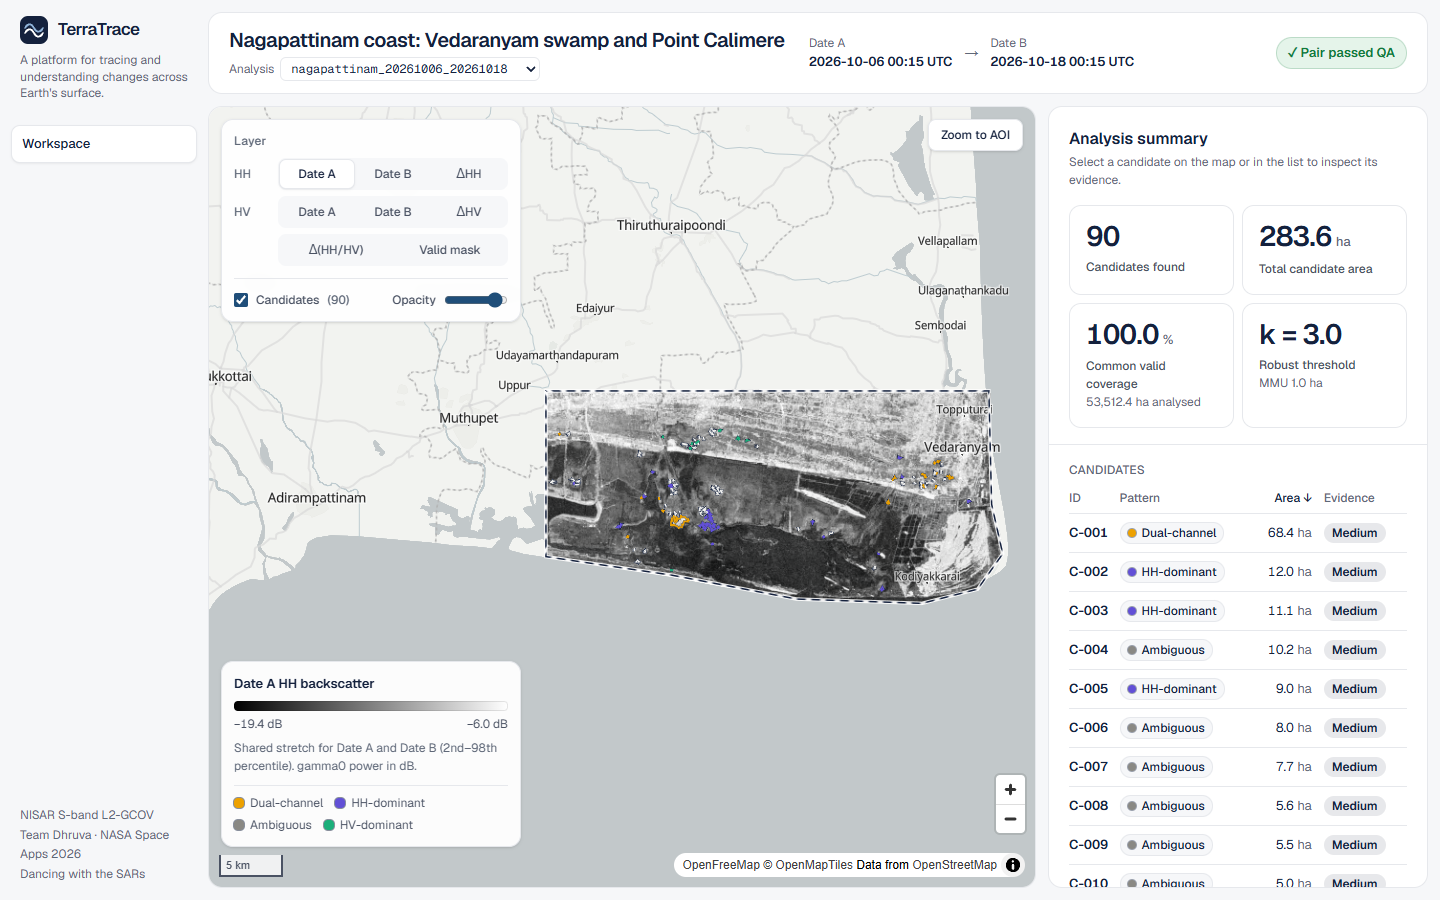 TerraTrace
A platform for tracing and
understanding changes across
Earth's surface.
Workspace
NISAR S-band L2-GCOV
Team Dhruva · NASA Space
Apps 2026
Dancing with the SARs
Nagapattinam coast: Vedaranyam swamp and Point Calimere
Analysis nagapattinam_20261006_20261018
Date A
2026-10-06 00:15 UTC
→
Date B
2026-10-18 00:15 UTC
✓ Pair passed QA
Layer
HH Date A Date B ΔHH
HV Date A Date B ΔHV
Δ(HH/HV) Valid mask
Candidates (90) Opacity
Zoom to AOI
Thiruthuraipoondi
Vellapallam
Ulaganathankadu
Edaiyur
Sembodai
Udayamarthandapuram
ukkottai
Uppur
Muthupet
Topputurai
Vedaranyam
Adirampattinam
Kodiyakkarai
Date A HH backscatter
−19.4 dB −6.0 dB
Shared stretch for Date A and Date B (2nd–98th
percentile). gamma0 power in dB.
Dual-channel HH-dominant
Ambiguous HV-dominant
5 km
+
−
OpenFreeMap © OpenMapTiles Data from OpenStreetMap
Analysis summary
Select a candidate on the map or in the list to inspect its
evidence.
90
Candidates found
283.6 ha
Total candidate area
100.0 %
Common valid
coverage
53,512.4 ha analysed
k = 3.0
Robust threshold
MMU 1.0 ha
CANDIDATES
ID Pattern Area ↓ Evidence
C-001 Dual-channel 68.4 ha Medium
C-002 HH-dominant 12.0 ha Medium
C-003 HH-dominant 11.1 ha Medium
C-004 Ambiguous 10.2 ha Medium
C-005 HH-dominant 9.0 ha Medium
C-006 Ambiguous 8.0 ha Medium
C-007 Ambiguous 7.7 ha Medium
C-008 Ambiguous 5.6 ha Medium
C-009 Ambiguous 5.5 ha Medium
C-010 Ambiguous 5.0 ha Medium